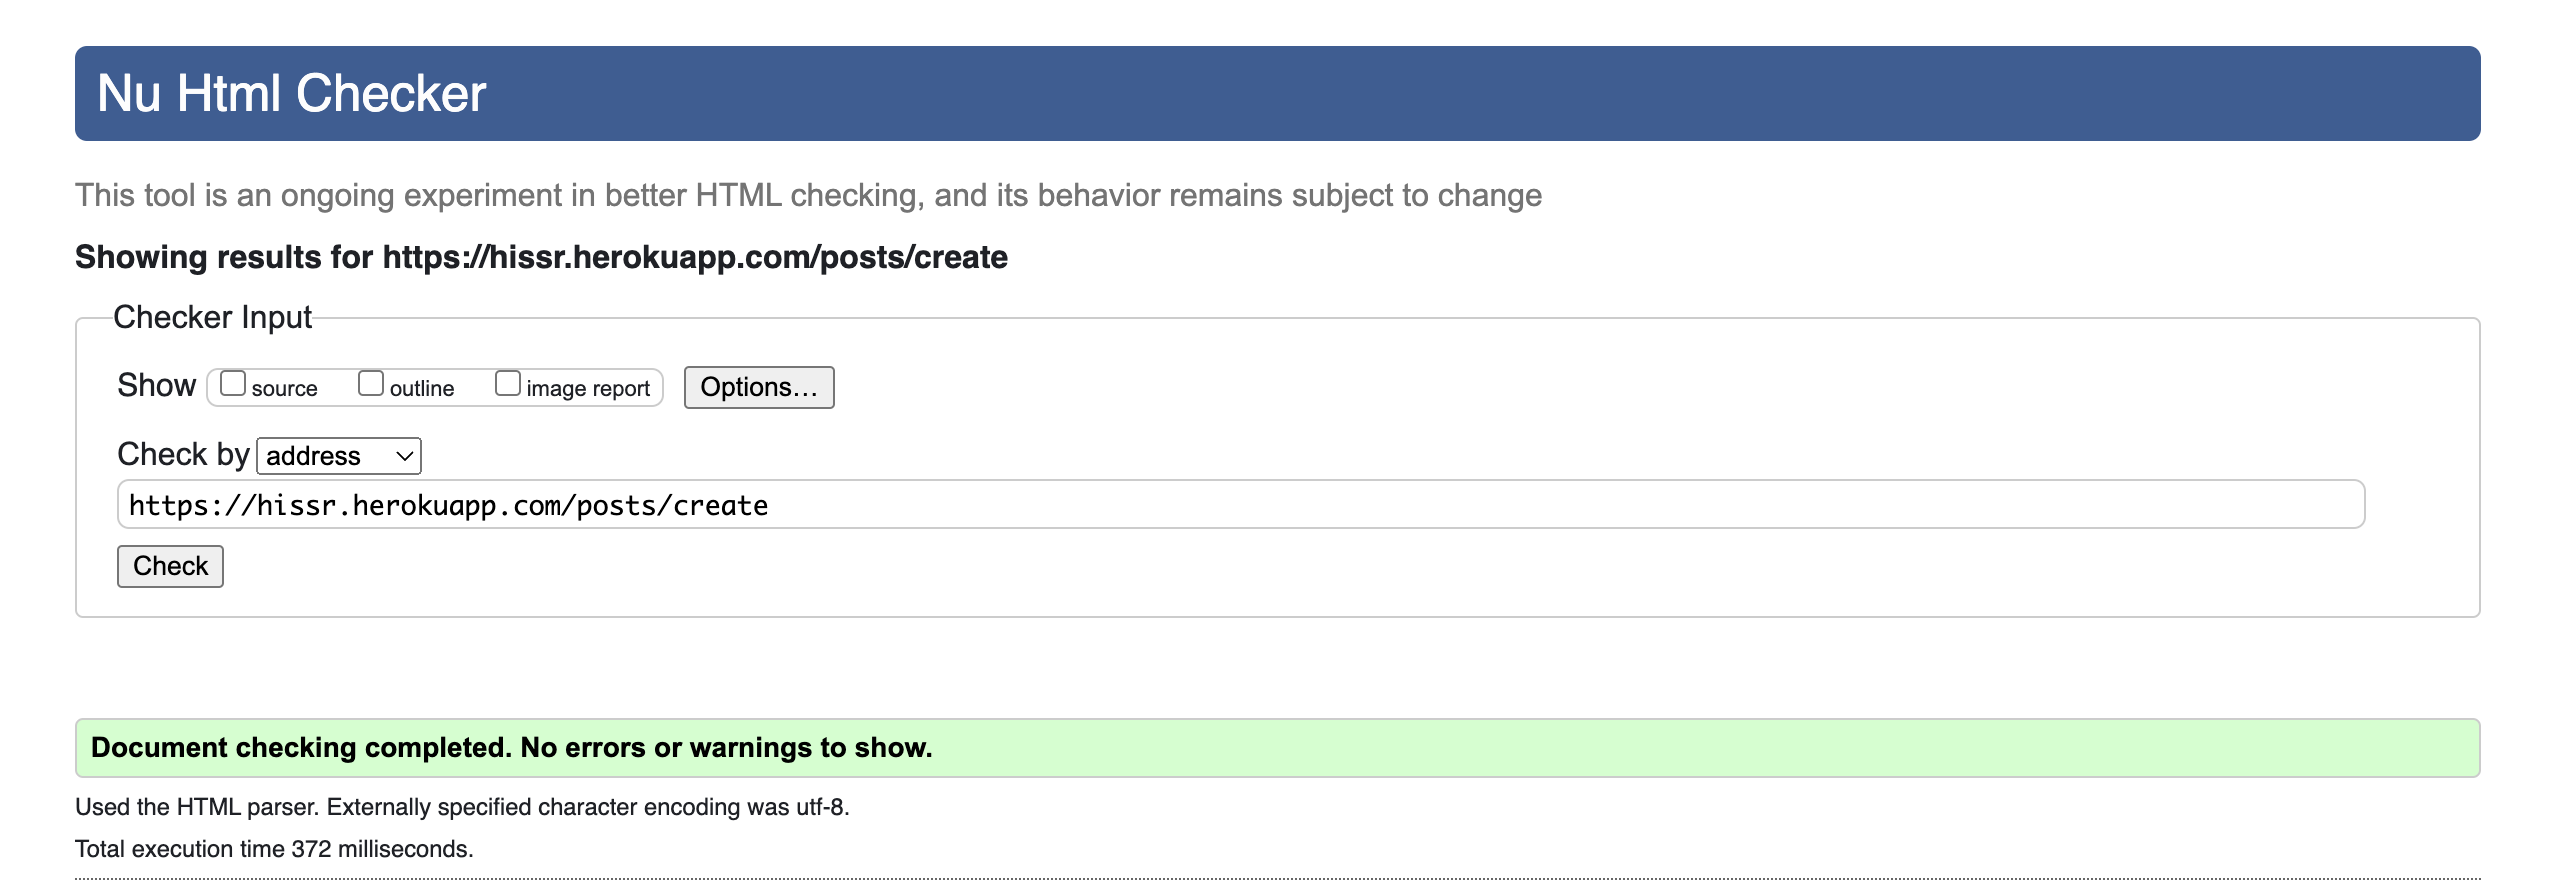 Nu Html Checker
This tool is an ongoing experiment in better HTML checking, and its behavior remains subject to change
Showing results for https://hissr.herokuapp.com/posts/create
Checker Input
Show source outline image report Options...
Check by address
https://hissr.herokuapp.com/posts/create
Check
Document checking completed. No errors or warnings to show.
Used the HTML parser. Externally specified character encoding was utf-8.
Total execution time 372 milliseconds.